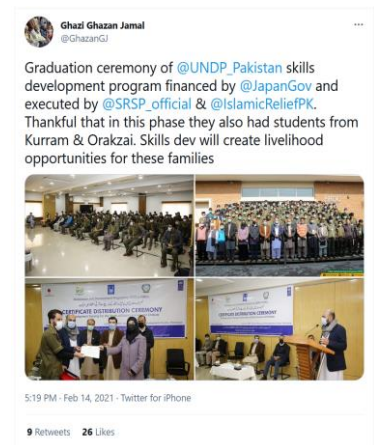 Ghazi Ghazan Jamal
@GhazanGJ
Graduation ceremony of @UNDP_Pakistan skills
development program financed by @JapanGov and
executed by @SRSP_official & @IslamicReliefPK.
Thankful that in this phase they also had students from
Kurram & Orakzai. Skills dev will create livelihood
opportunities for these families
CERTIFICATE DISTRIBUTION CEREMONY
CERTIFICATE DISTRIBUTION CEREMONY
5:19 PM · Feb 14, 2021 · Twitter for iPhone
9 Retweets 26 Likes